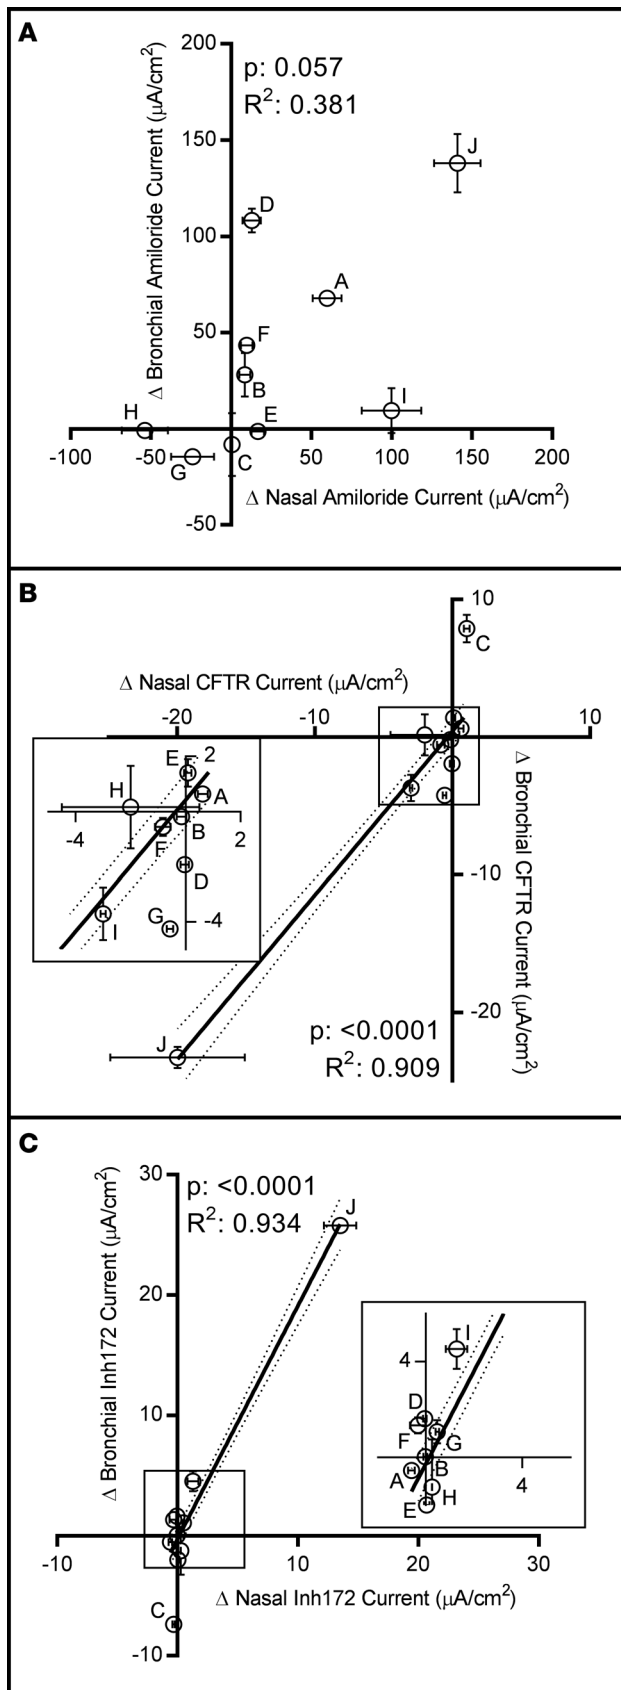 A
200
p: 0.057
R²: 0.381
150
J
D
100
A
50
F
B
I
H
E
-100
-50
50
100
150
200
G
C
-50
Δ Bronchial Amiloride Current (μA/cm²)
Δ Nasal Amiloride Current (μA/cm²)
B
10
C
Δ Nasal CFTR Current (μA/cm²)
-20
-10
10
E
2
H
A
-4
2
F
B
D
G
-4
I
Δ Bronchial CFTR Current (μA/cm²)
-10
-20
J
p: <0.0001
R²: 0.909
C
30
p: <0.0001
R²: 0.934
J
20
10
I
4
D
F
G
A
B
4
E
H
-10
10
20
30
C
-10
Δ Bronchial Inh172 Current (μA/cm²)
Δ Nasal Inh172 Current (μA/cm²)